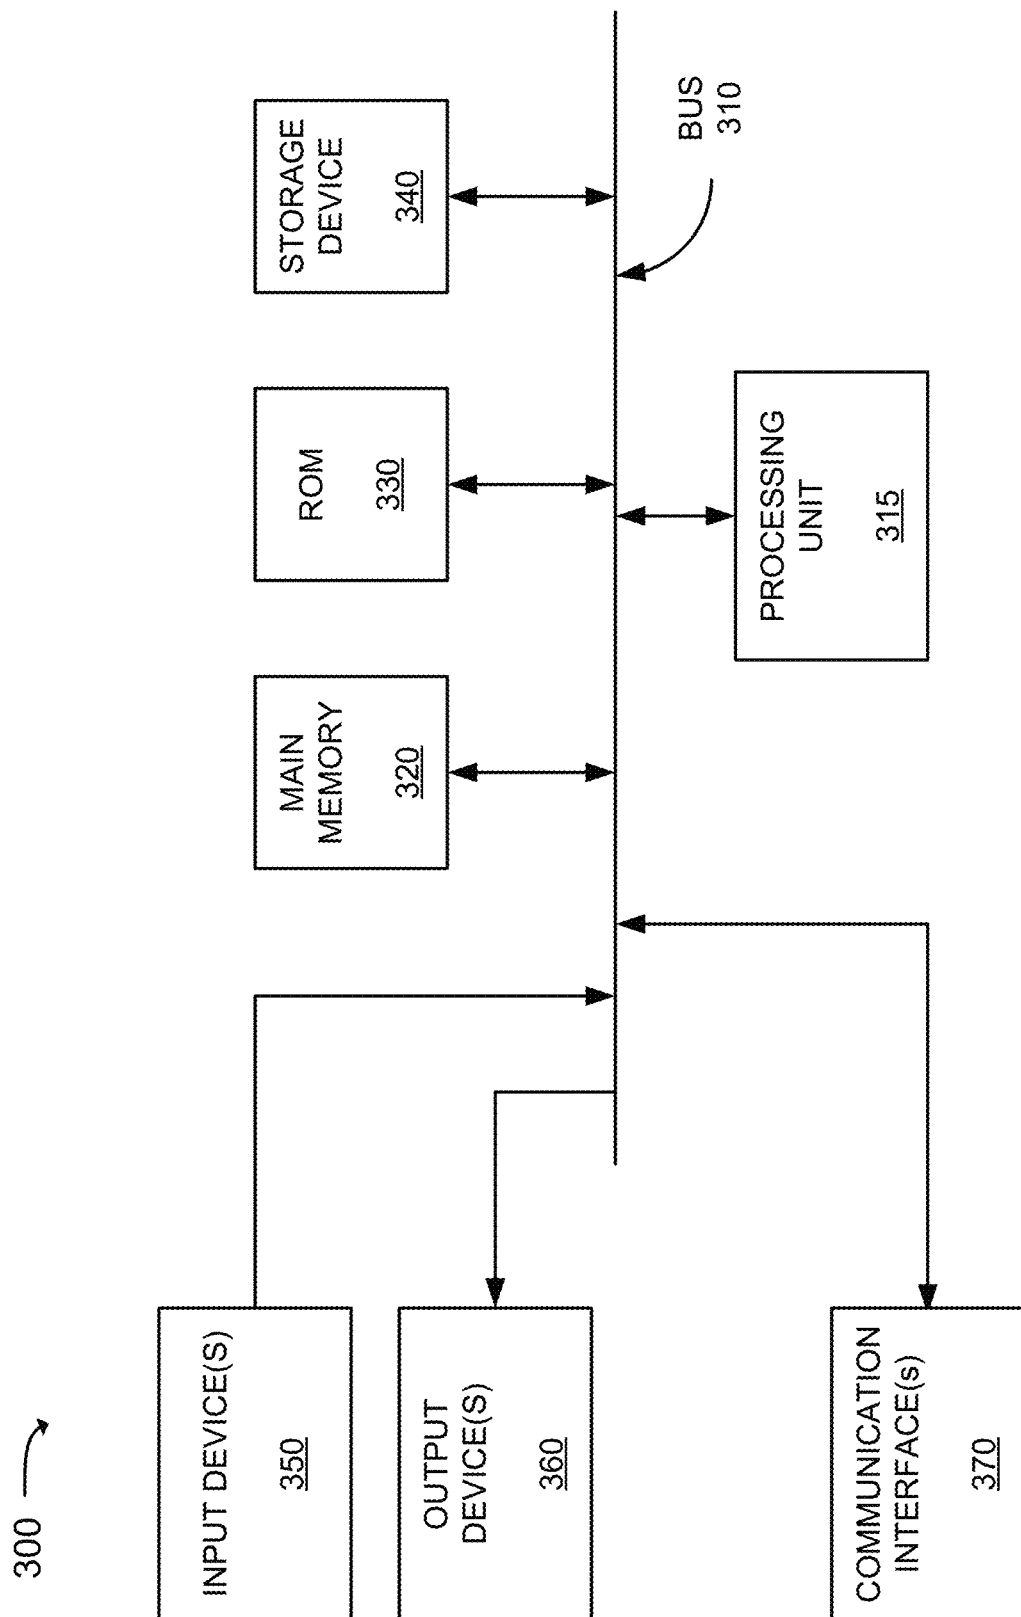 300
INPUT DEVICE(S)
350
OUTPUT
DEVICE(S)
360
COMMUNICATION
INTERFACE(s)
370
MAIN
MEMORY
320
ROM
330
STORAGE
DEVICE
340
PROCESSING
UNIT
315
BUS
310